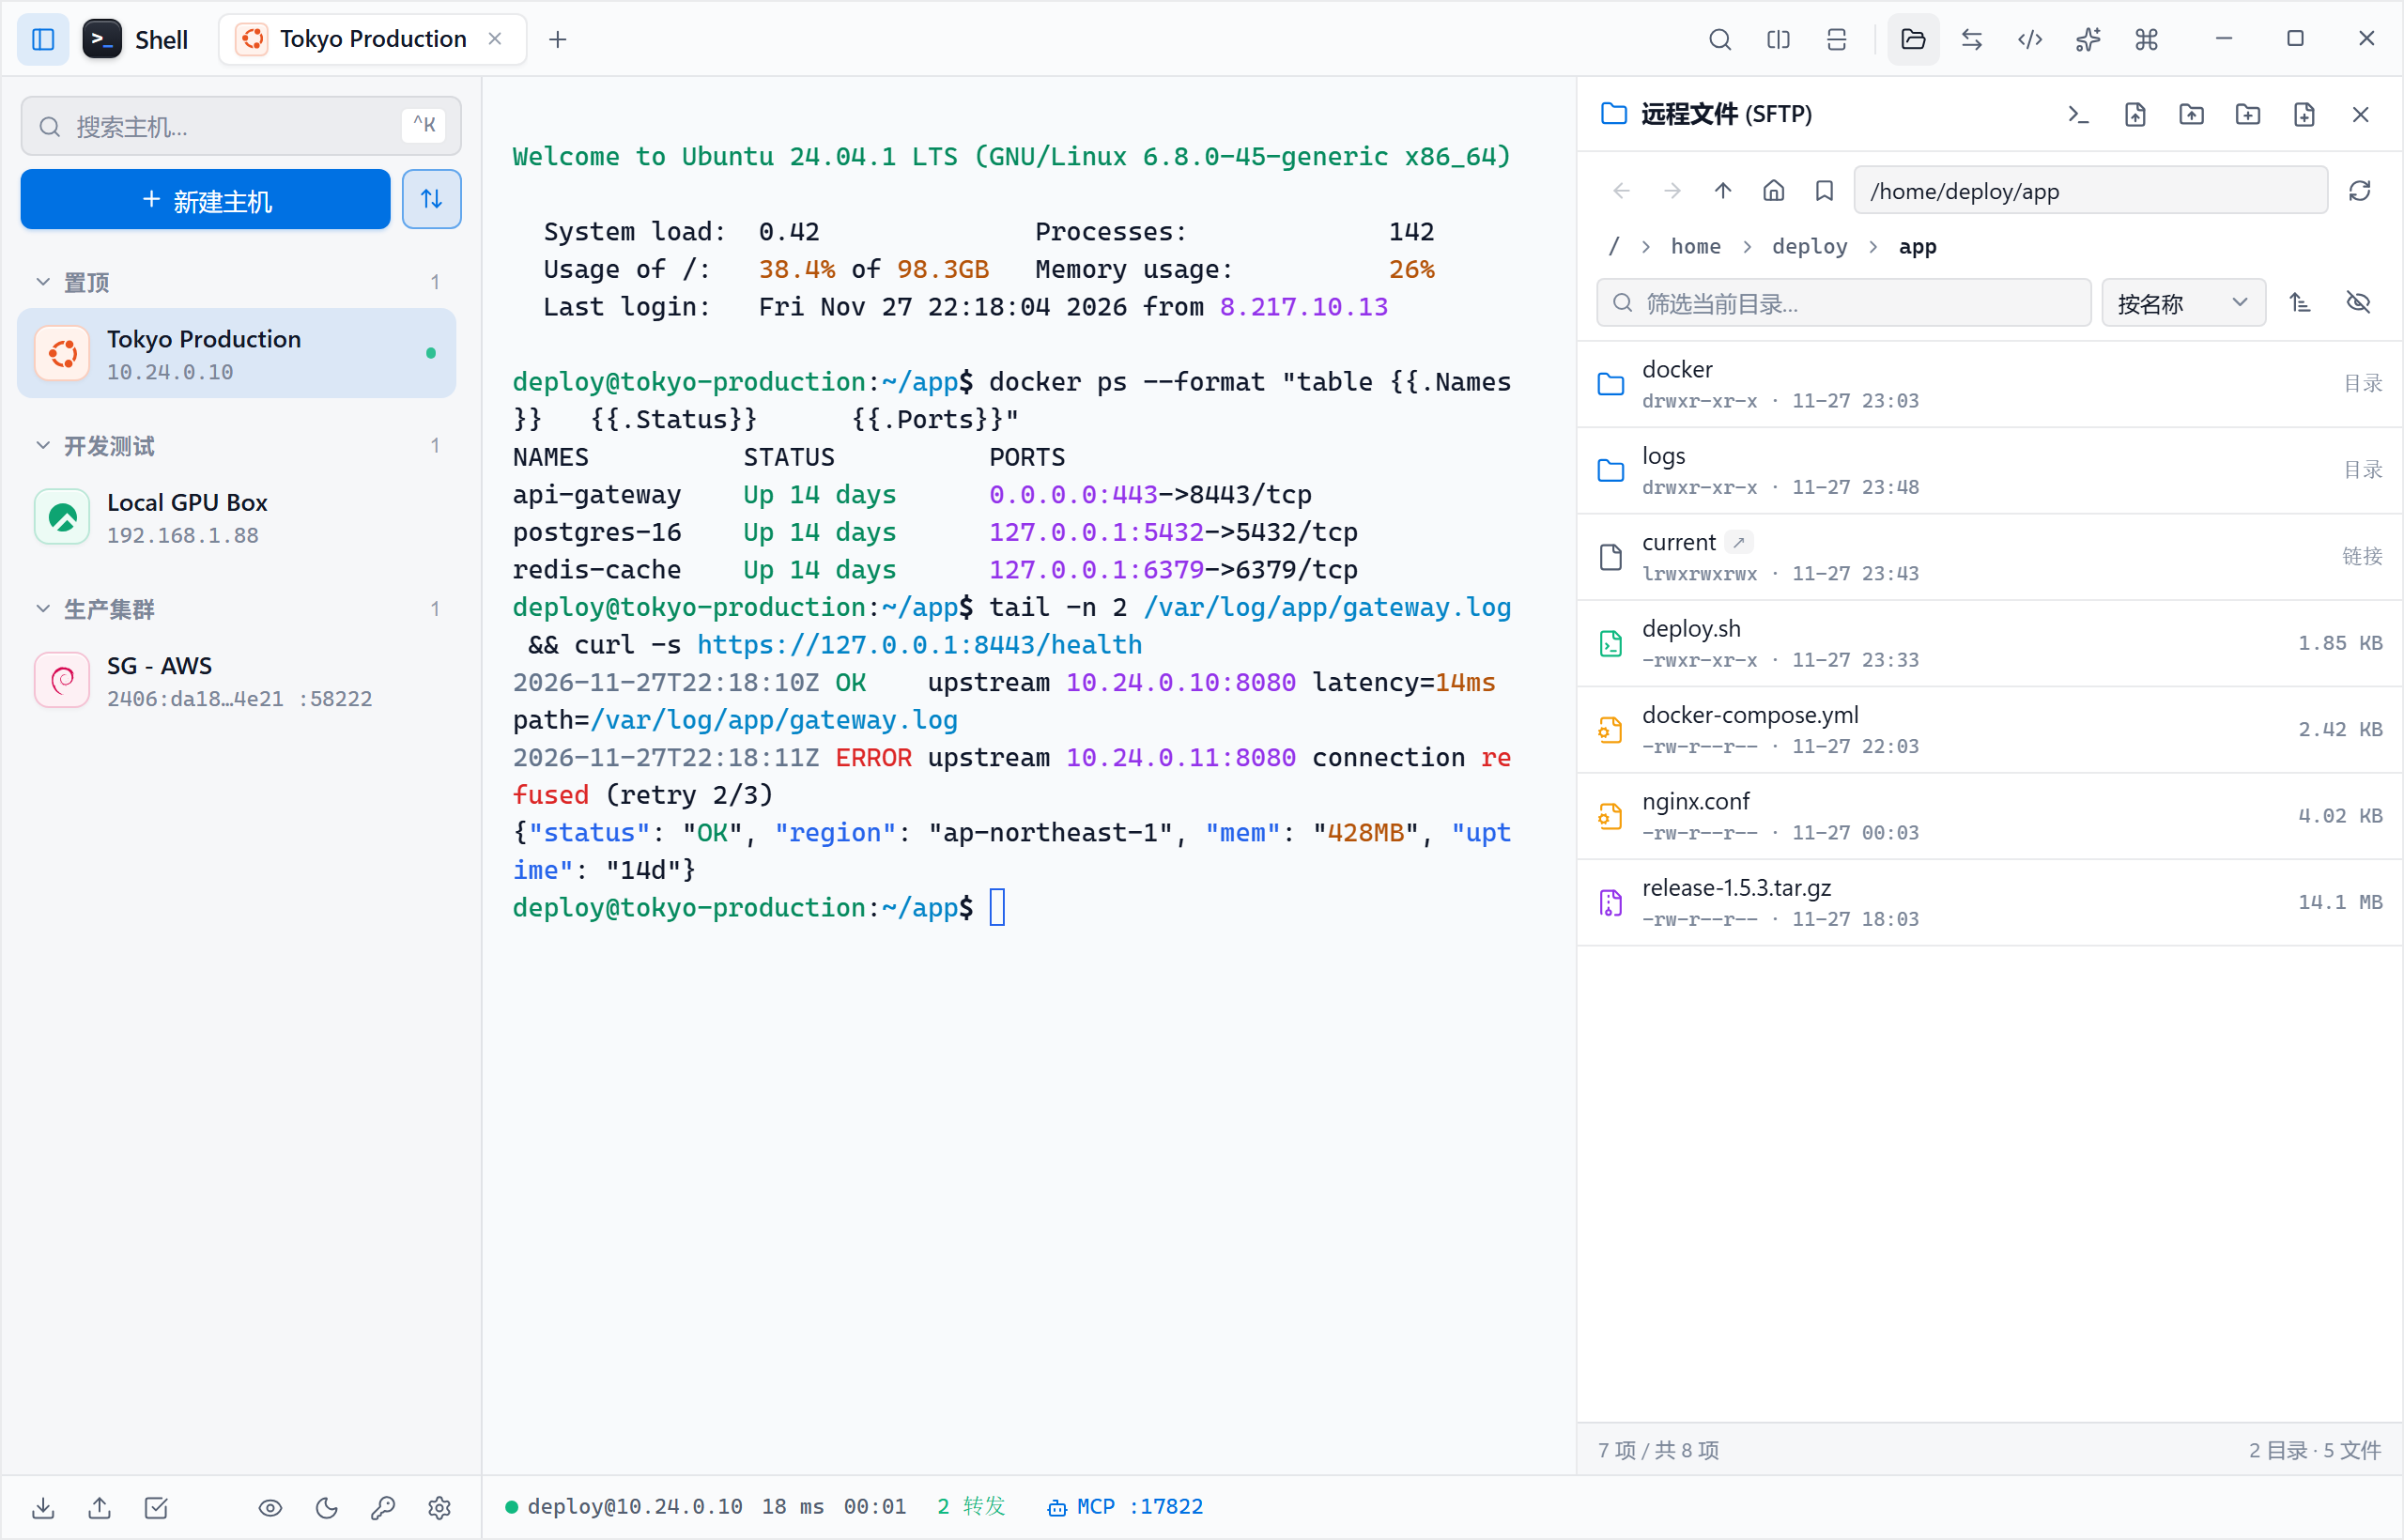 Shell
Tokyo Production
搜索主机...
^K
新建主机
置顶 1
Tokyo Production
10.24.0.10
开发测试 1
Local GPU Box
192.168.1.88
生产集群 1
SG - AWS
2406:da18…4e21 :58222
Welcome to Ubuntu 24.04.1 LTS (GNU/Linux 6.8.0-45-generic x86_64)
System load: 0.42 Processes: 142
Usage of /: 38.4% of 98.3GB Memory usage: 26%
Last login: Fri Nov 27 22:18:04 2026 from 8.217.10.13
deploy@tokyo-production:~/app$ docker ps --format "table {{.Names
}} {{.Status}} {{.Ports}}"
NAMES STATUS PORTS
api-gateway Up 14 days 0.0.0.0:443->8443/tcp
postgres-16 Up 14 days 127.0.0.1:5432->5432/tcp
redis-cache Up 14 days 127.0.0.1:6379->6379/tcp
deploy@tokyo-production:~/app$ tail -n 2 /var/log/app/gateway.log
&& curl -s https://127.0.0.1:8443/health
2026-11-27T22:18:10Z OK upstream 10.24.0.10:8080 latency=14ms
path=/var/log/app/gateway.log
2026-11-27T22:18:11Z ERROR upstream 10.24.0.11:8080 connection re
fused (retry 2/3)
{"status": "OK", "region": "ap-northeast-1", "mem": "428MB", "upt
ime": "14d"}
deploy@tokyo-production:~/app$
远程文件 (SFTP)
/home/deploy/app
/ > home > deploy > app
筛选当前目录...
按名称
docker
drwxr-xr-x · 11-27 23:03
目录
logs
drwxr-xr-x · 11-27 23:48
目录
current ↗
lrwxrwxrwx · 11-27 23:43
链接
deploy.sh
-rwxr-xr-x · 11-27 23:33
1.85 KB
docker-compose.yml
-rw-r--r-- · 11-27 22:03
2.42 KB
nginx.conf
-rw-r--r-- · 11-27 00:03
4.02 KB
release-1.5.3.tar.gz
-rw-r--r-- · 11-27 18:03
14.1 MB
7 项 / 共 8 项
2 目录 · 5 文件
deploy@10.24.0.10 18 ms 00:01 2 转发 MCP :17822